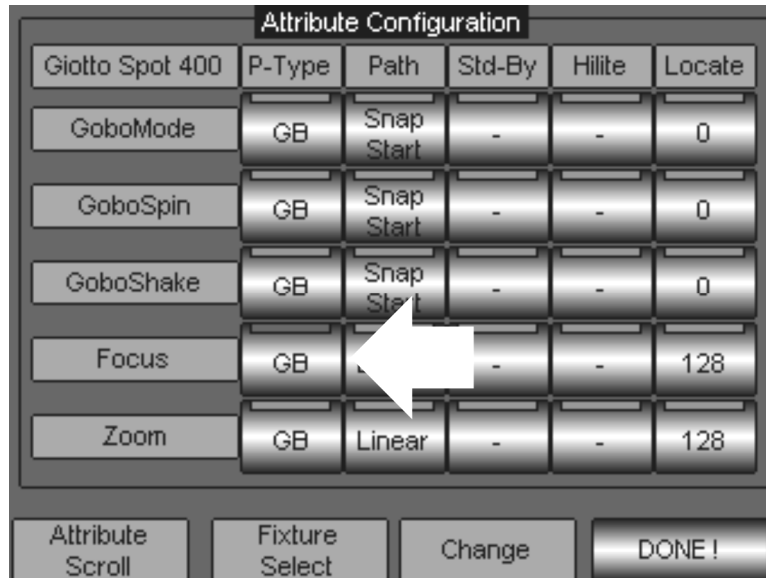 Attribute Configuration
Giotto Spot 400 P-Type Path Std-By Hilite Locate
GoboMode GB Snap Start - - 0
GoboSpin GB Snap Start - - 0
GoboShake GB Snap Start - - 0
Focus GB - - 128
Zoom GB Linear - - 128
Attribute Scroll Fixture Select Change DONE !